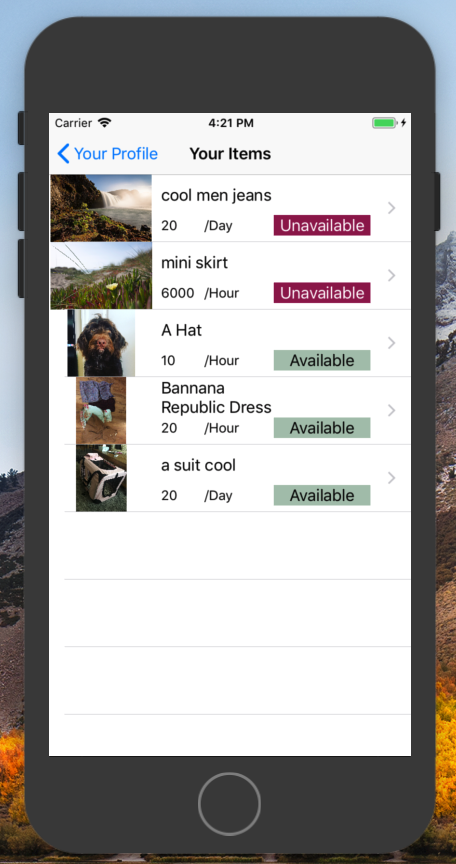 Carrier 4:21 PM
Your Profile Your Items
cool men jeans
20 /Day Unavailable
mini skirt
6000 /Hour Unavailable
A Hat
10 /Hour Available
Bannana
Republic Dress
20 /Hour Available
a suit cool
20 /Day Available